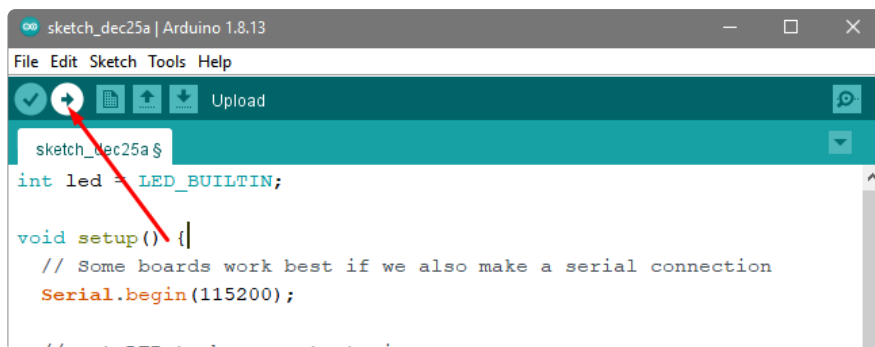 sketch_dec25a | Arduino 1.8.13
File Edit Sketch Tools Help
Upload
sketch_dec25a §
int led = LED_BUILTIN;
void setup() {
// Some boards work best if we also make a serial connection
Serial.begin(115200);